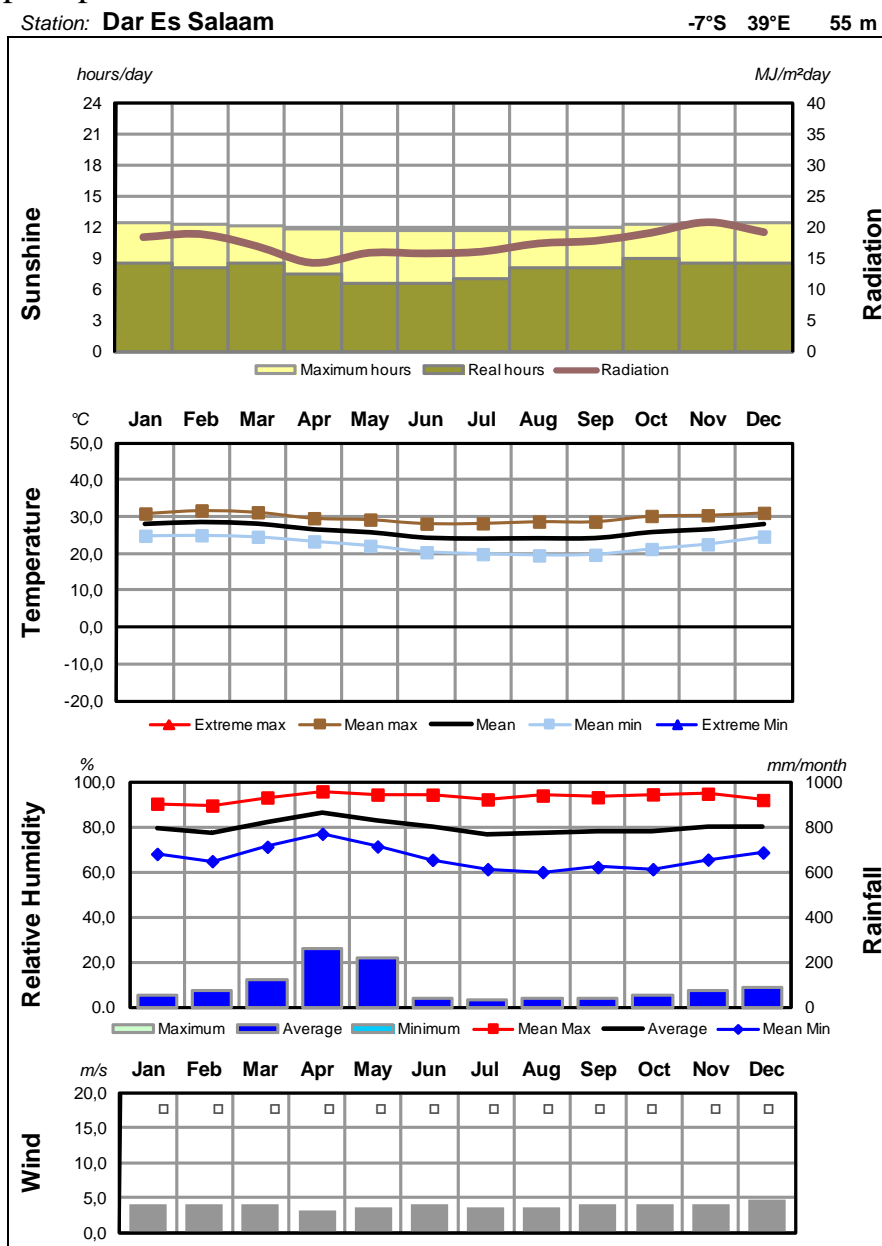 Station: Dar Es Salaam -7°S 39°E 55 m
hours/day MJ/m²day
24 40
21 35
18 30
15 25
12 20
9 15
6 10
3 5
0 0
Sunshine
Radiation
Maximum hours Real hours Radiation
°C Jan Feb Mar Apr May Jun Jul Aug Sep Oct Nov Dec
50,0
40,0
30,0
20,0
10,0
0,0
-10,0
-20,0
Temperature
Extreme max Mean max Mean Mean min Extreme Min
% mm/month
100,0 1000
80,0 800
60,0 600
40,0 400
20,0 200
0.0 0
Relative Humidity
Rainfall
Maximum Average Minimum Mean Max Average Mean Min
m/s Jan Feb Mar Apr May Jun Jul Aug Sep Oct Nov Dec
20,0
15,0
10,0
5,0
0,0
Wind